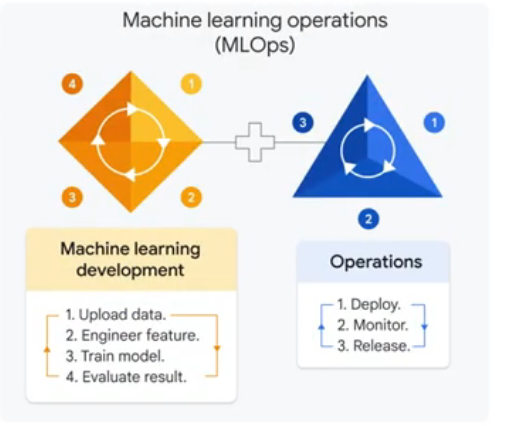 Machine learning operations
(MLOps)
4
1
3
2
3
1
2
Machine learning
development
1. Upload data.
2. Engineer feature.
3. Train model.
4. Evaluate result.
Operations
1. Deploy.
2. Monitor.
3. Release.